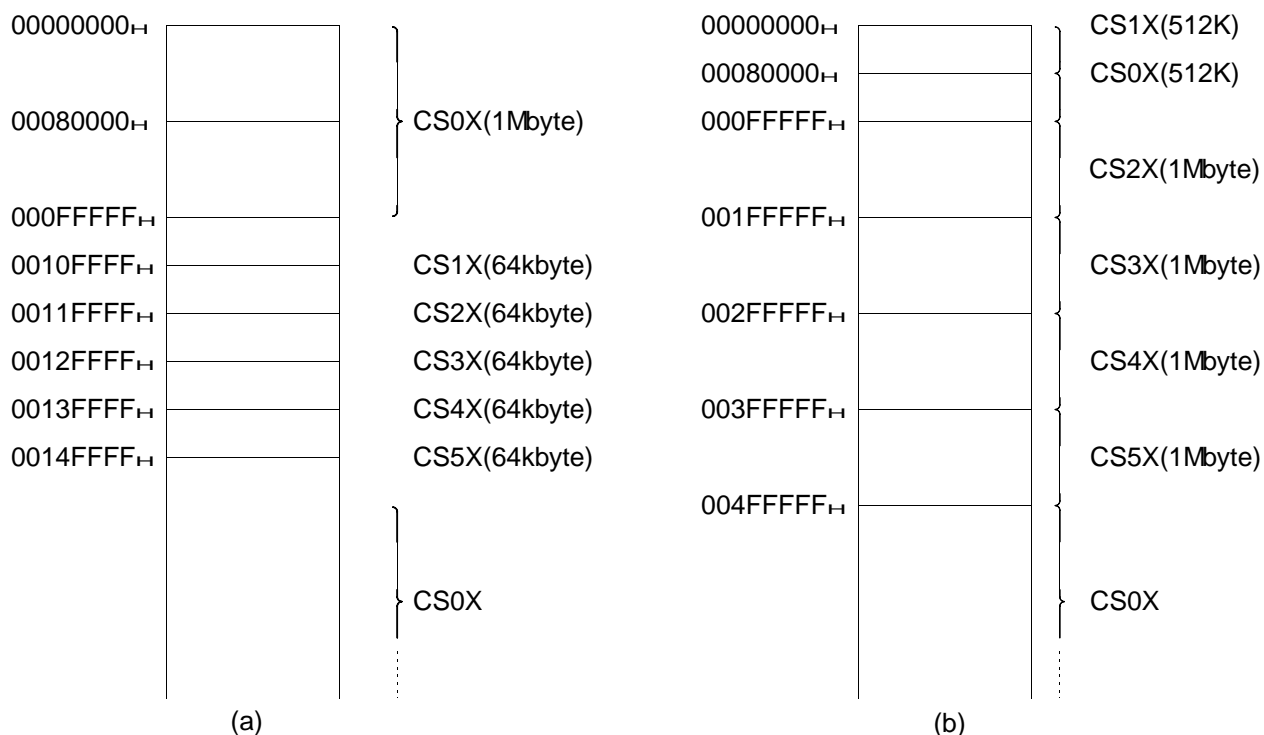 00000000H
00080000H
CS0X(1Mbyte)
000FFFFFH
0010FFFFH CS1X(64kbyte)
0011FFFFH CS2X(64kbyte)
0012FFFFH CS3X(64kbyte)
0013FFFFH CS4X(64kbyte)
0014FFFFH CS5X(64kbyte)
CS0X
(a)
00000000H CS1X(512K)
00080000H CS0X(512K)
000FFFFFH
CS2X(1Mbyte)
001FFFFFH
CS3X(1Mbyte)
002FFFFFH
CS4X(1Mbyte)
003FFFFFH
CS5X(1Mbyte)
004FFFFFH
CS0X
(b)